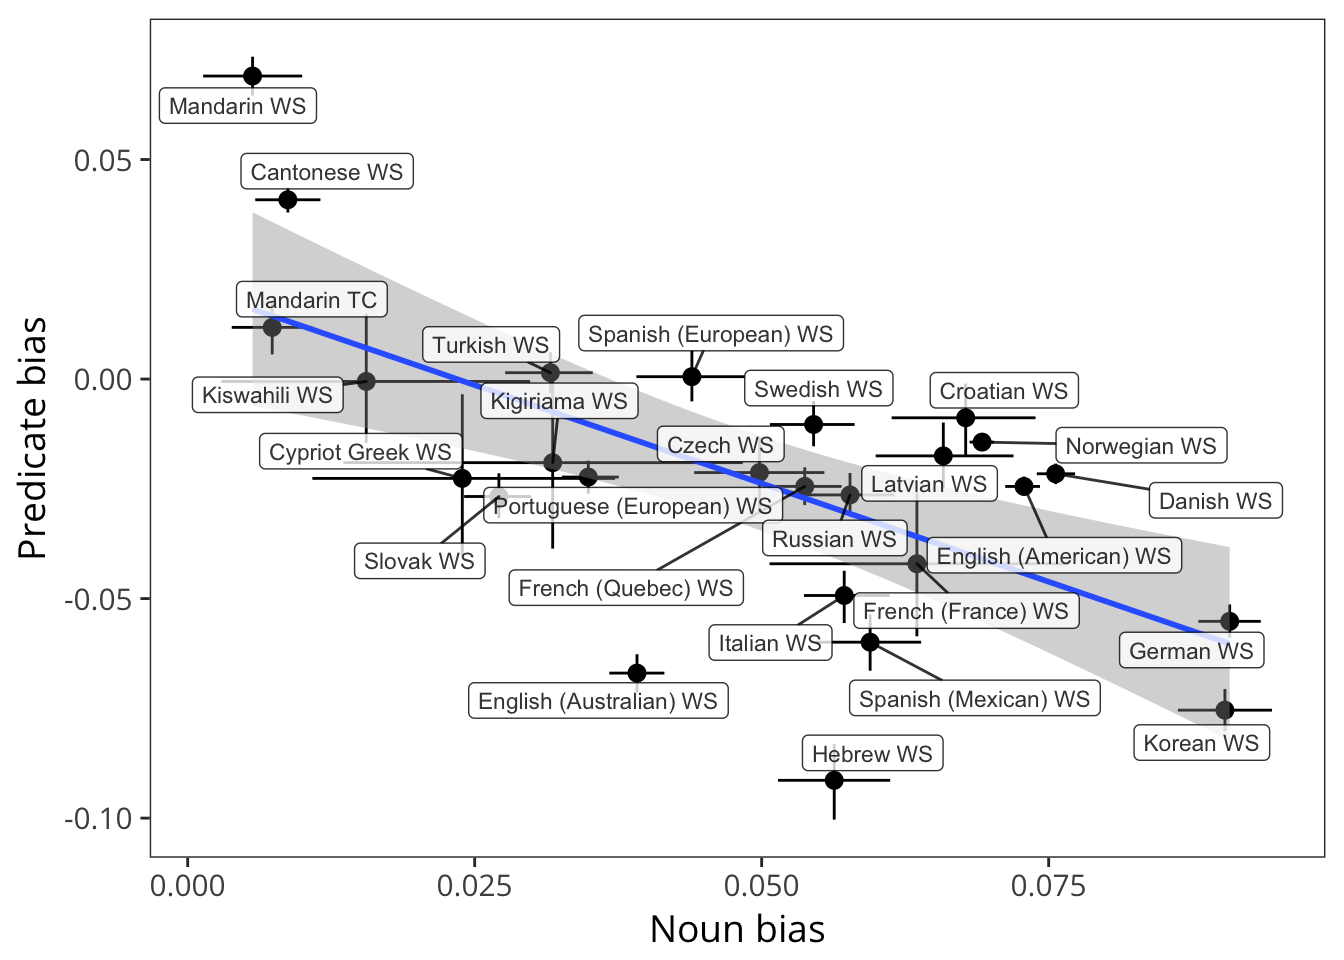 Mandarin WS
0.05
Cantonese WS
Mandarin TC
Spanish (European) WS
Turkish WS
0.00
Kiswahili WS
Swedish WS
Croatian WS
Kigiriama WS
Cypriot Greek WS
Czech WS
Norwegian WS
Latvian WS
Danish WS
Portuguese (European) WS
Russian WS
Slovak WS
English (American) WS
French (Quebec) WS
-0.05
French (France) WS
Italian WS
German WS
English (Australian) WS
Spanish (Mexican) WS
Korean WS
Hebrew WS
-0.10
Predicate bias
0.000
0.025
0.050
0.075
Noun bias